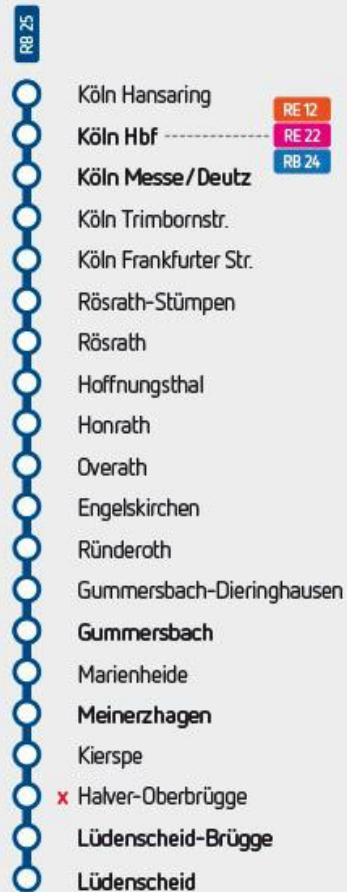 RB 25
Köln Hansaring
RE 12
Köln Hbf
RE 22
RB 24
Köln Messe/Deutz
Köln Trimbornstr.
Köln Frankfurter Str.
Rösrath-Stümpen
Rösrath
Hoffnungsthal
Honrath
Overath
Engelskirchen
Ründeroth
Gummersbach-Dieringhausen
Gummersbach
Marienheide
Meinerzhagen
Kierspe
x Halver-Oberbrügge
Lüdenscheid-Brügge
Lüdenscheid